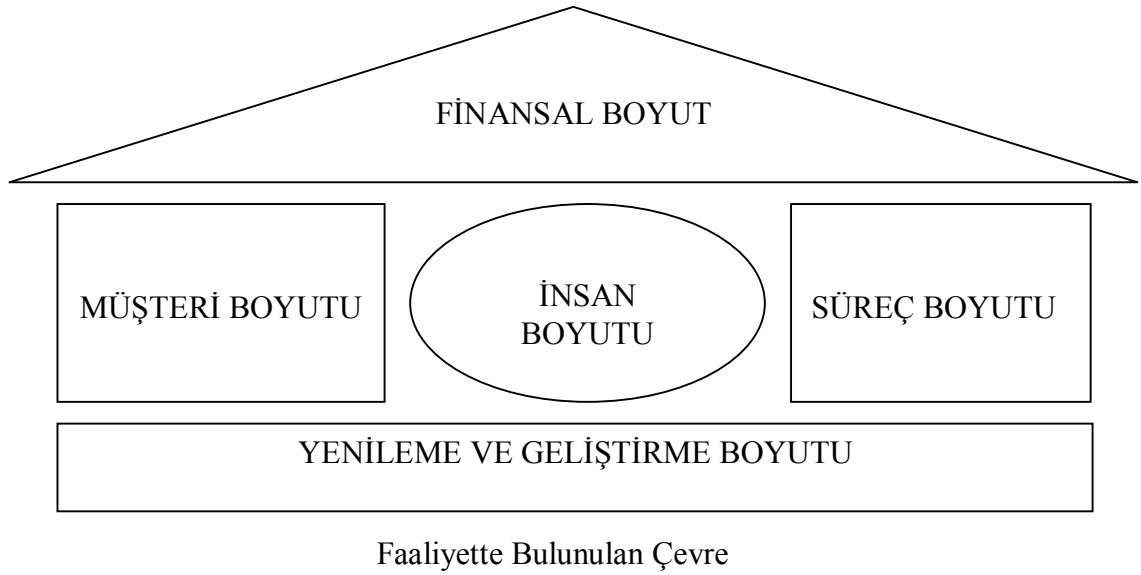 FİNANSAL BOYUT
MÜŞTERİ BOYUTU
İNSAN
BOYUTU
SÜREÇ BOYUTU
YENİLEME VE GELİŞTİRME BOYUTU
Faaliyette Bulunulan Çevre